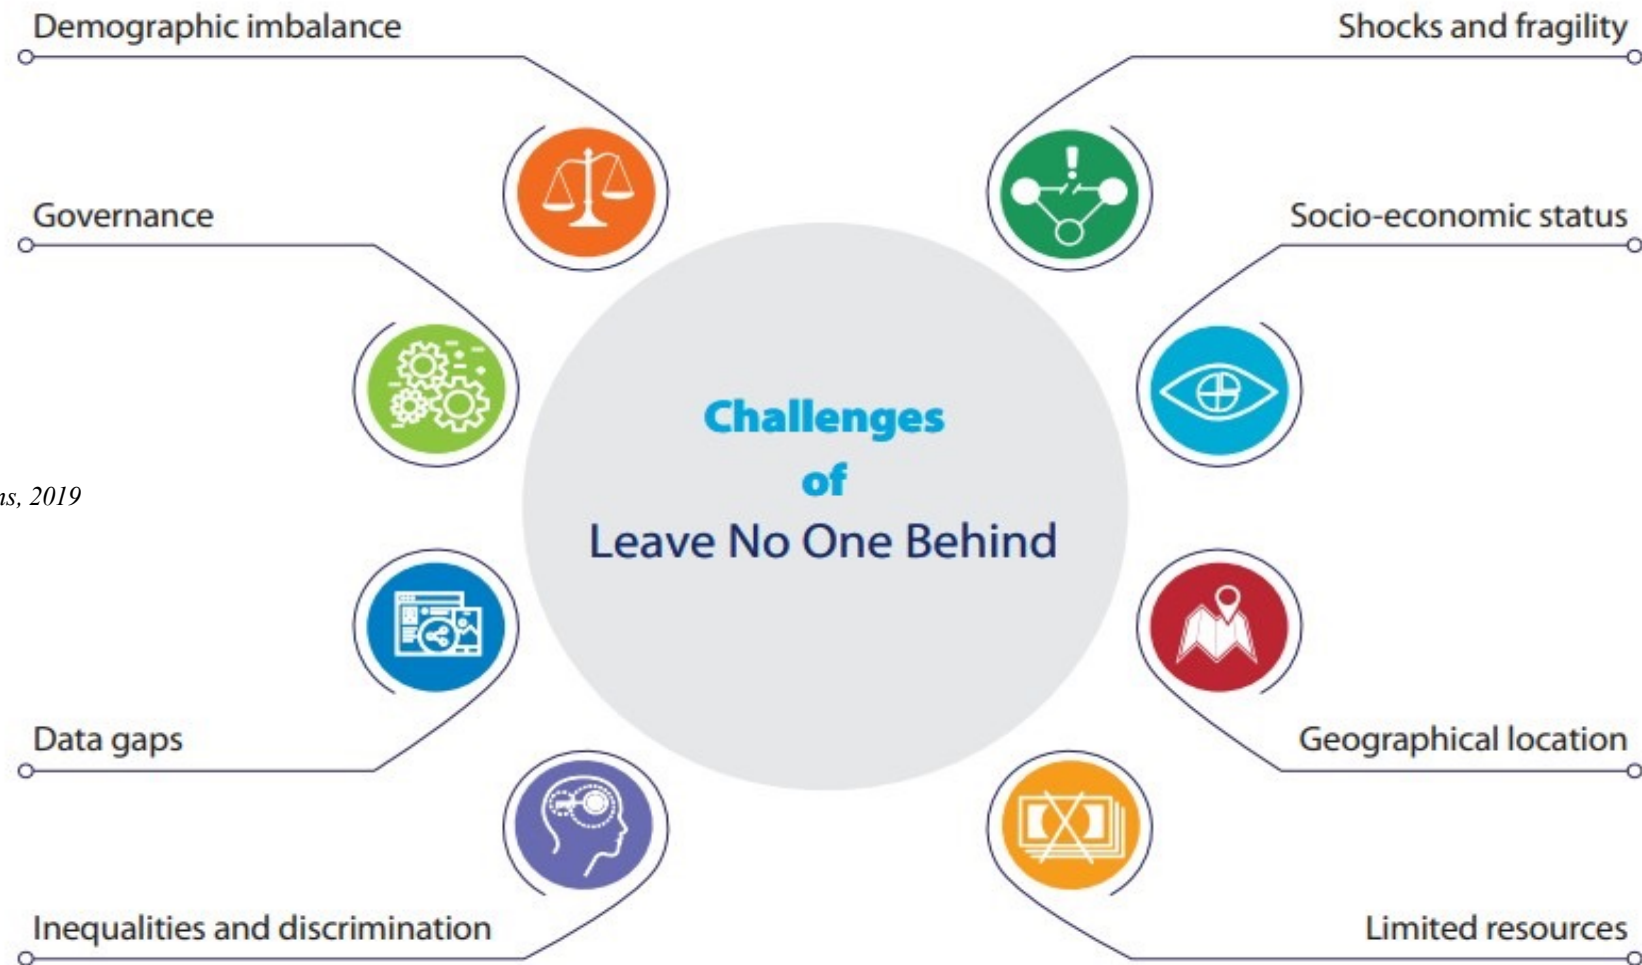 Demographic imbalance
Shocks and fragility
Governance
Socio-economic status
Challenges
of
Leave No One Behind
, 2019
Data gaps
Geographical location
Inequalities and discrimination
Limited resources